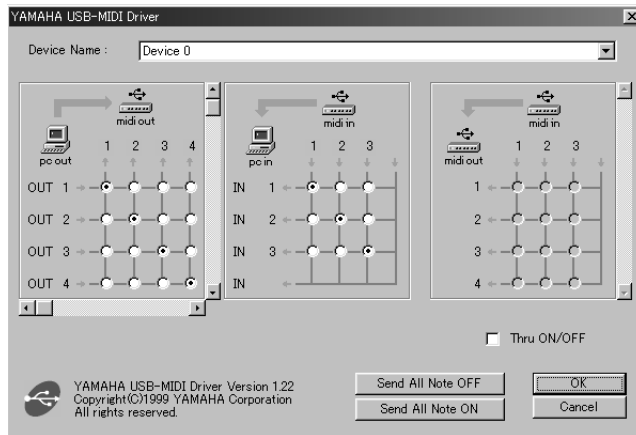 YAMAHA USB-MIDI Driver
Device Name : Device 0
midi out
pc out 1 2 3 4
OUT 1
OUT 2
OUT 3
OUT 4
midi in
pc in 1 2 3
IN 1
IN 2
IN 3
IN
midi in
midi out 1 2 3
1
2
3
4
Thru ON/OFF
YAMAHA USB-MIDI Driver Version 1.22
Copyright(C)1999 YAMAHA Corporation
All rights reserved.
Send All Note OFF
Send All Note ON
OK
Cancel